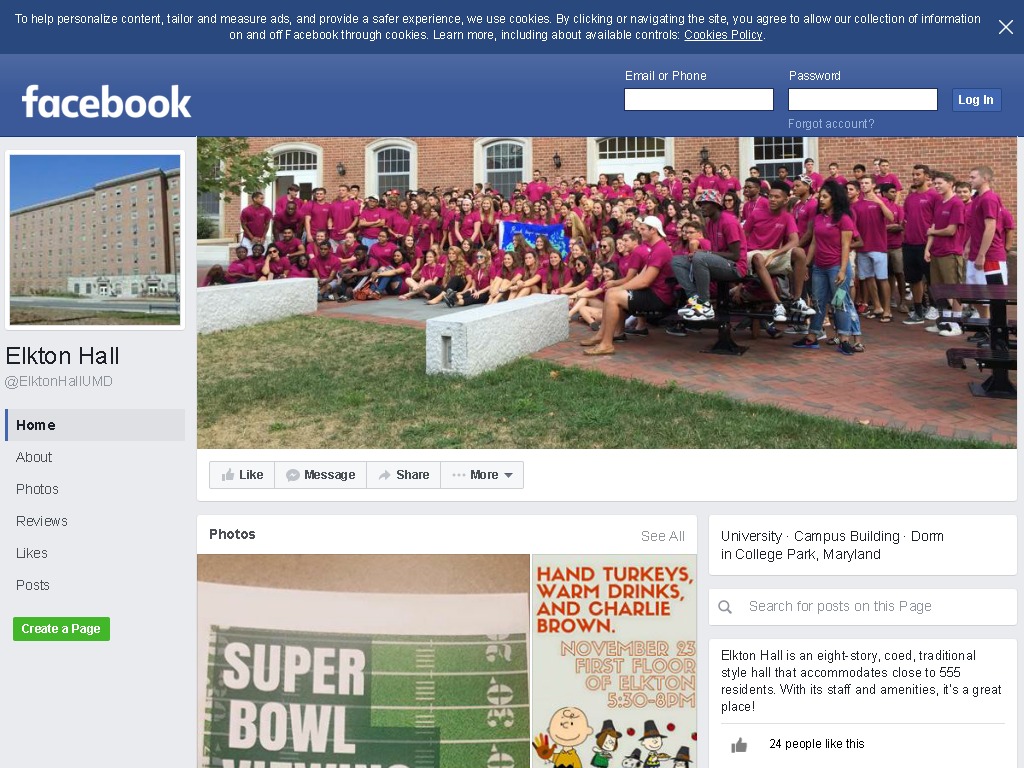 To help personalize content, tailor and measure ads, and provide a safer experience, we use cookies. By clicking or navigating the site, you agree to allow our collection of information
on and off Facebook through cookies. Learn more, including about available controls: Cookies Policy.
facebook
Email or Phone
Password
Log In
Forgot account?
Elkton Hall
@ElktonHallUMD
Home
About
Photos
Reviews
Likes
Posts
Create a Page
Like
Message
Share
More
Photos
See All
SUPER
BOWL
VIEWING
HAND TURKEYS,
WARM DRINKS,
AND CHARLIE
BROWN.
NOVEMBER 23
FIRST FLOOR
OF ELKTON
5:30-8PM
University · Campus Building · Dorm
in College Park, Maryland
Search for posts on this Page
Elkton Hall is an eight-story, coed, traditional
style hall that accommodates close to 555
residents. With its staff and amenities, it's a great
place!
24 people like this